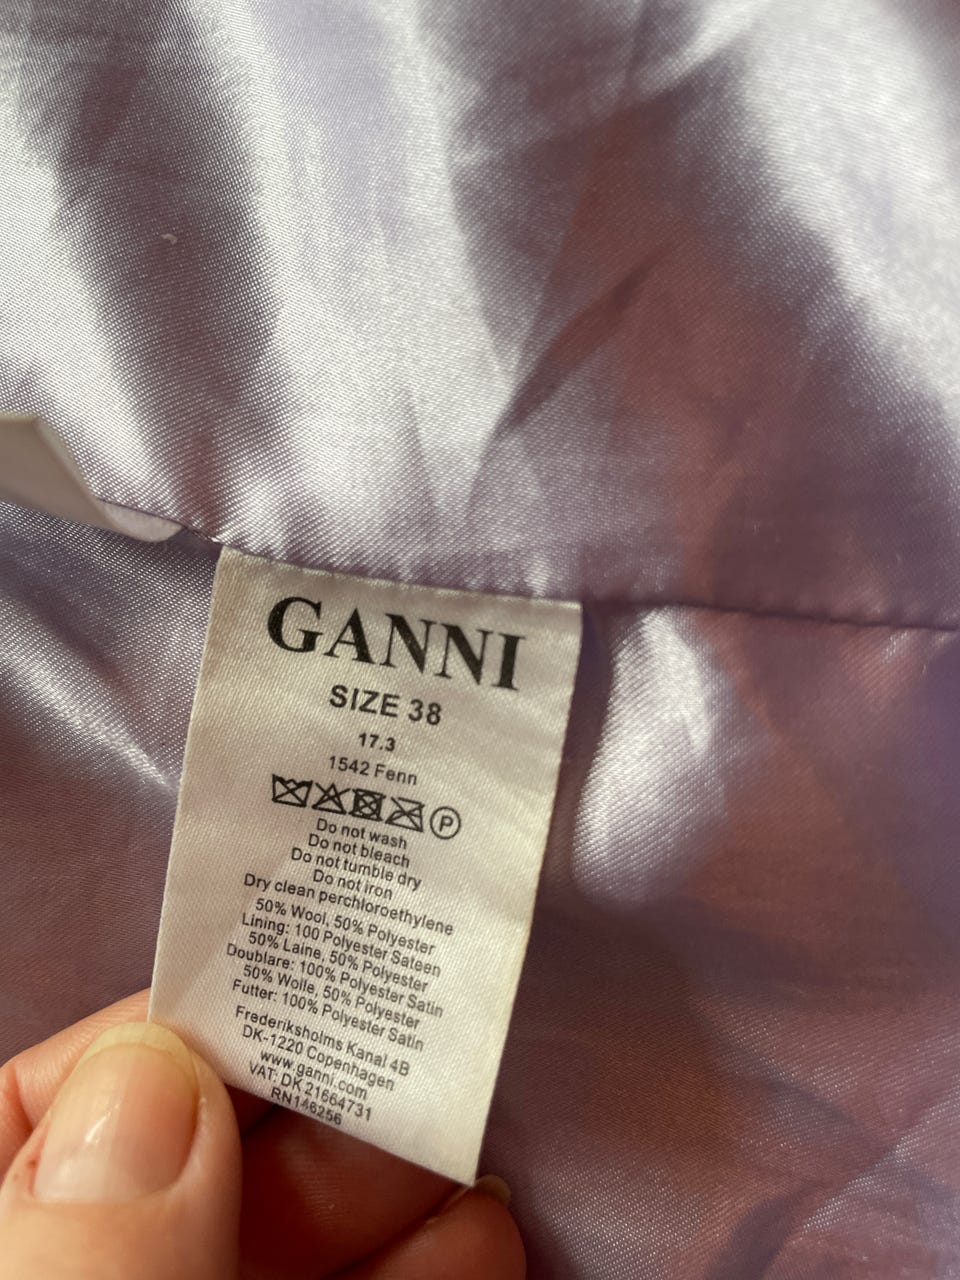 GANNI
SIZE 38
17.3
1542 Fenn
P
Do not wash
Do not bleach
Do not tumble dry
Do not iron
Dry clean perchloroethylene
50% Wool, 50% Polyester
Lining: 100 Polyester Sateen
50% Laine, 50% Polyester
Doublare: 100% Polyester Satin
50% Wolle, 50% Polyester
Futter: 100% Polyester Satin
Frederiksholms Kanal 4B
DK-1220 Copenhagen
www.ganni.com
VAT: DK 21664731
RN146256